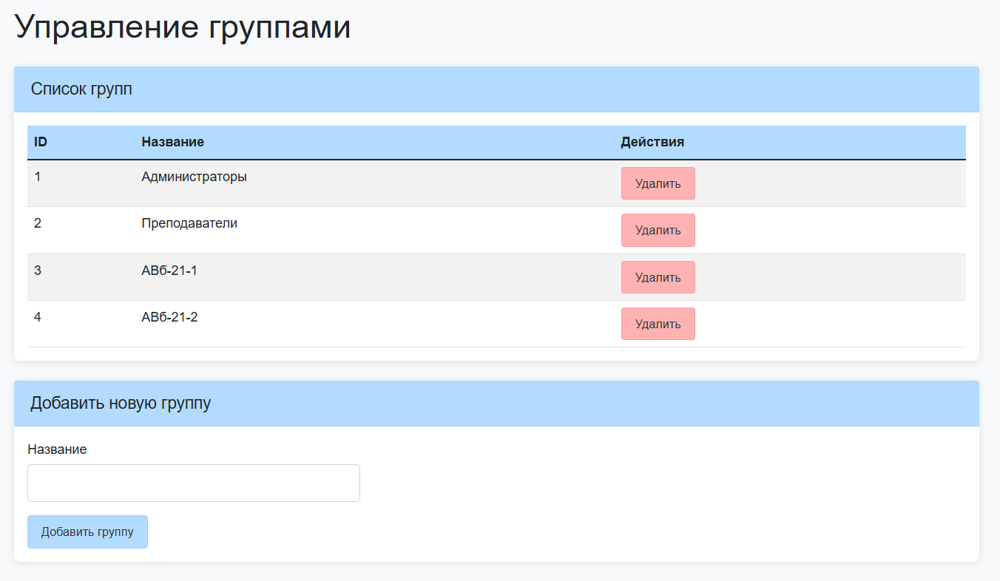 Управление группами
Список групп
ID Название Действия
1 Администраторы Удалить
2 Преподаватели Удалить
3 АВб-21-1 Удалить
4 АВб-21-2 Удалить
Добавить новую группу
Название
Добавить группу